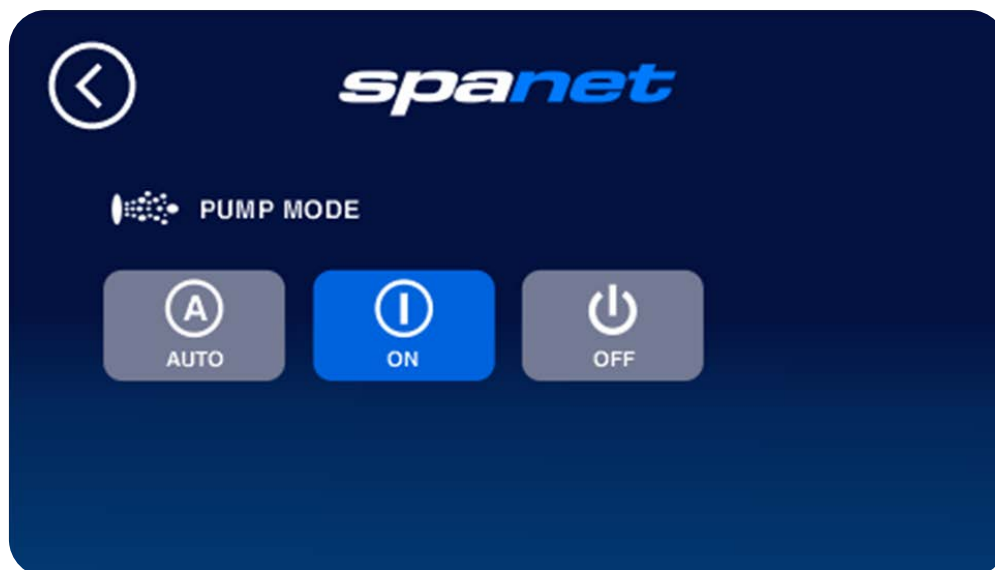 spanet
PUMP MODE
A
AUTO
ON
OFF